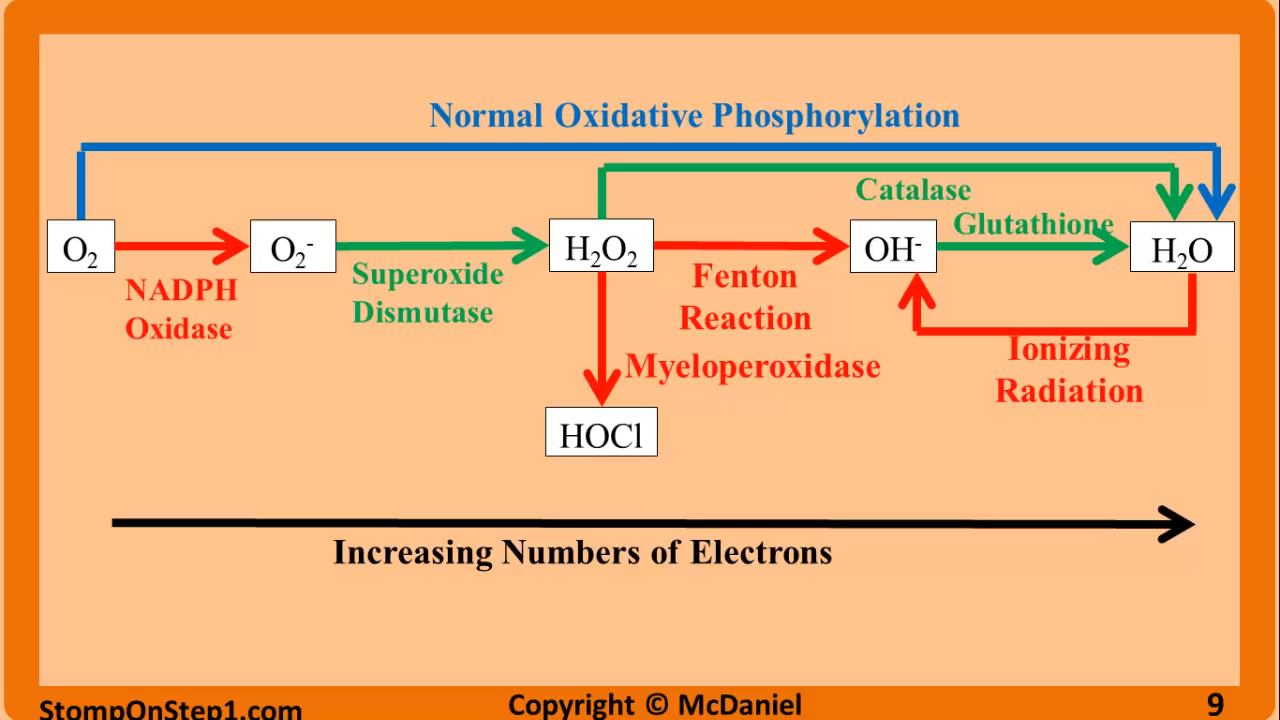 Normal Oxidative Phosphorylation
Catalase
Glutathione
O₂
O₂⁻
H₂O₂
OH⁻
H₂O
NADPH
Oxidase
Superoxide
Dismutase
Fenton
Reaction
Myeloperoxidase
Ionizing
Radiation
HOCl
Increasing Numbers of Electrons
StompOnStep1.com
Copyright © McDaniel
9